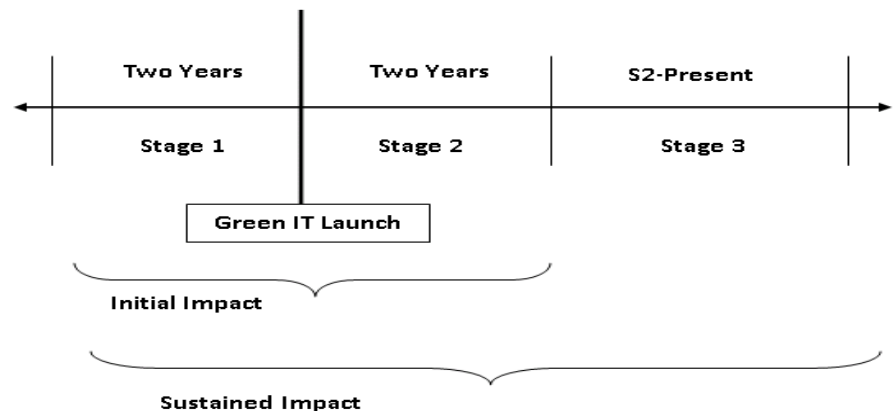 Two Years Two Years S2-Present
Stage 1 Stage 2 Stage 3
Green IT Launch
Initial Impact
Sustained Impact